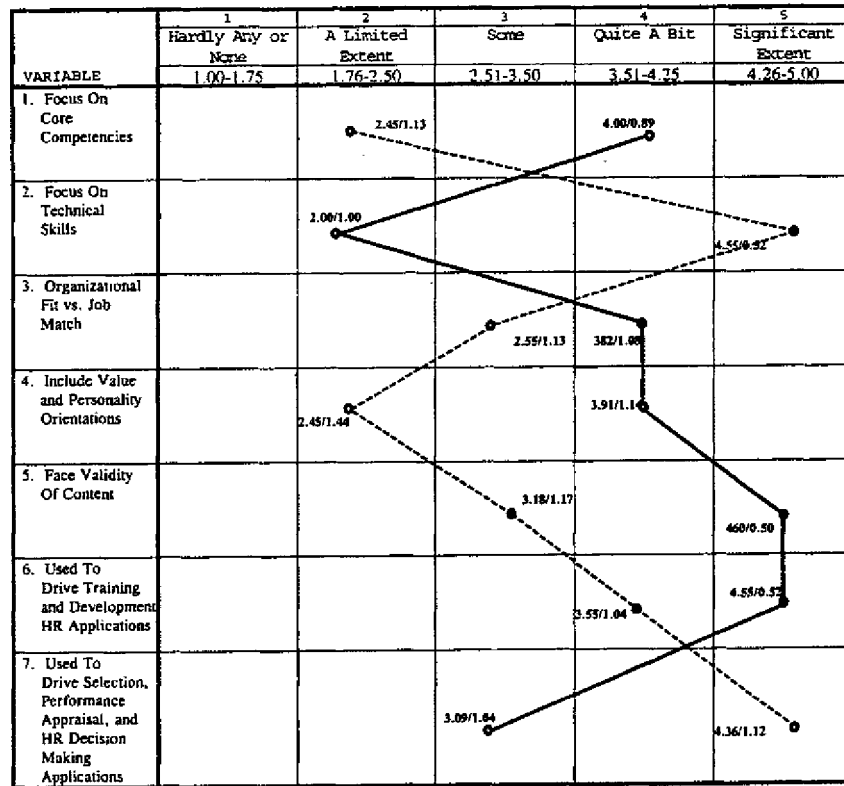 1 2 3 4 5
Hardly Any or None A Limited Extent Some Quite A Bit Significant Extent
VARIABLE 1.00-1.75 1.76-2.50 2.51-3.50 3.51-4.75 4.26-5.00
1. Focus On
Core
Competencies
2.45/1.13 4.00/0.89
2. Focus On
Technical
Skills
2.00/1.00 4.55/0.52
3. Organizational
Fit vs. Job
Match
2.55/1.13 382/1.08
4. Include Value
and Personality
Orientations
2.45/1.44 3.91/1.1
5. Face Validity
Of Content
3.18/1.17 460/0.50
6. Used To
Drive Training
and Development
HR Applications
3.55/1.04 4.55/0.52
7. Used To
Drive Selection,
Performance
Appraisal, and
HR Decision
Making
Applications
3.09/1.04 4.36/1.12